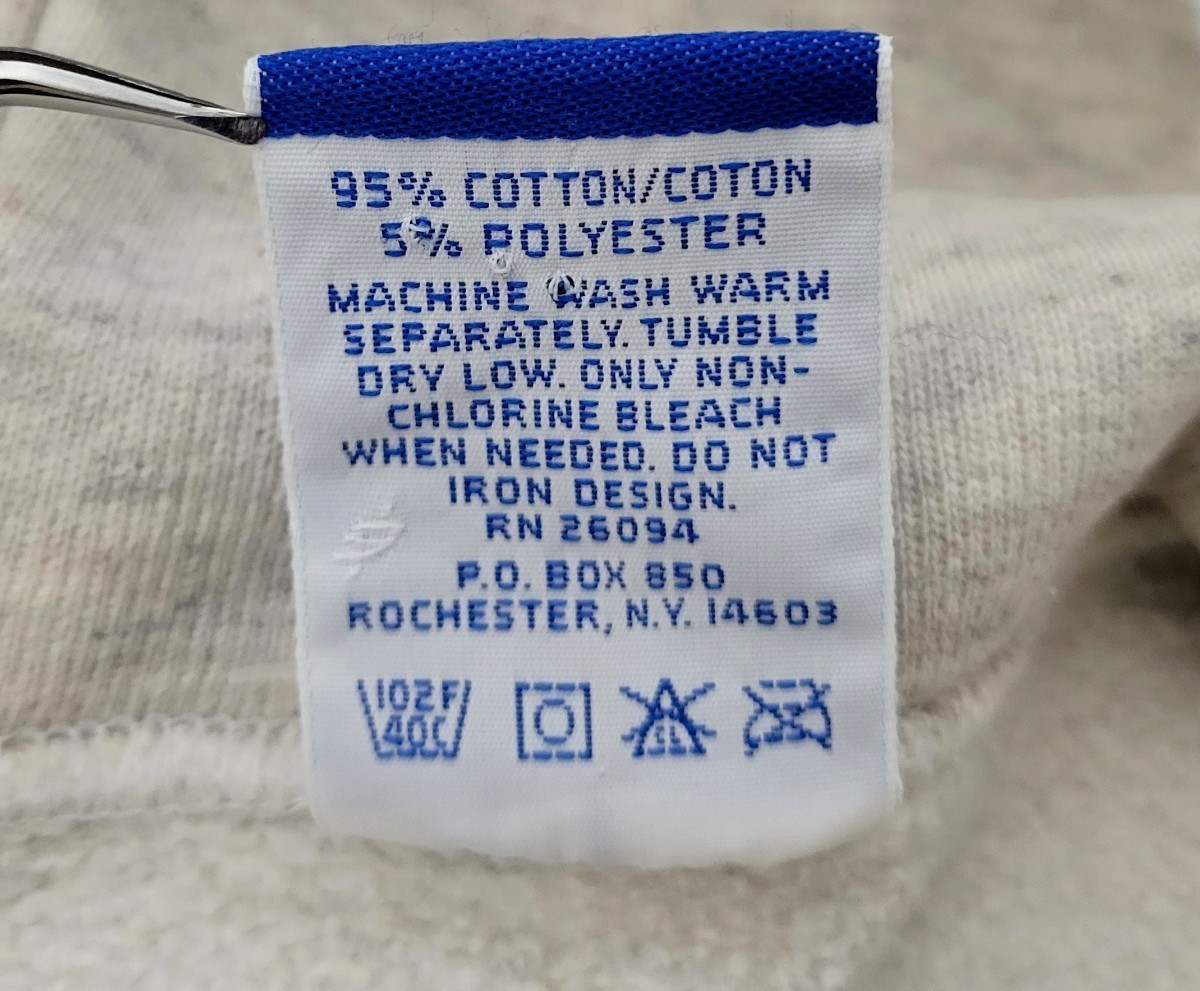 95% COTTON/COTON
5% POLYESTER
MACHINE WASH WARM
SEPARATELY. TUMBLE
DRY LOW. ONLY NON-
CHLORINE BLEACH
WHEN NEEDED. DO NOT
IRON DESIGN.
RN 26094
P.O. BOX 850
ROCHESTER, N.Y. 14603
102F
40C CL